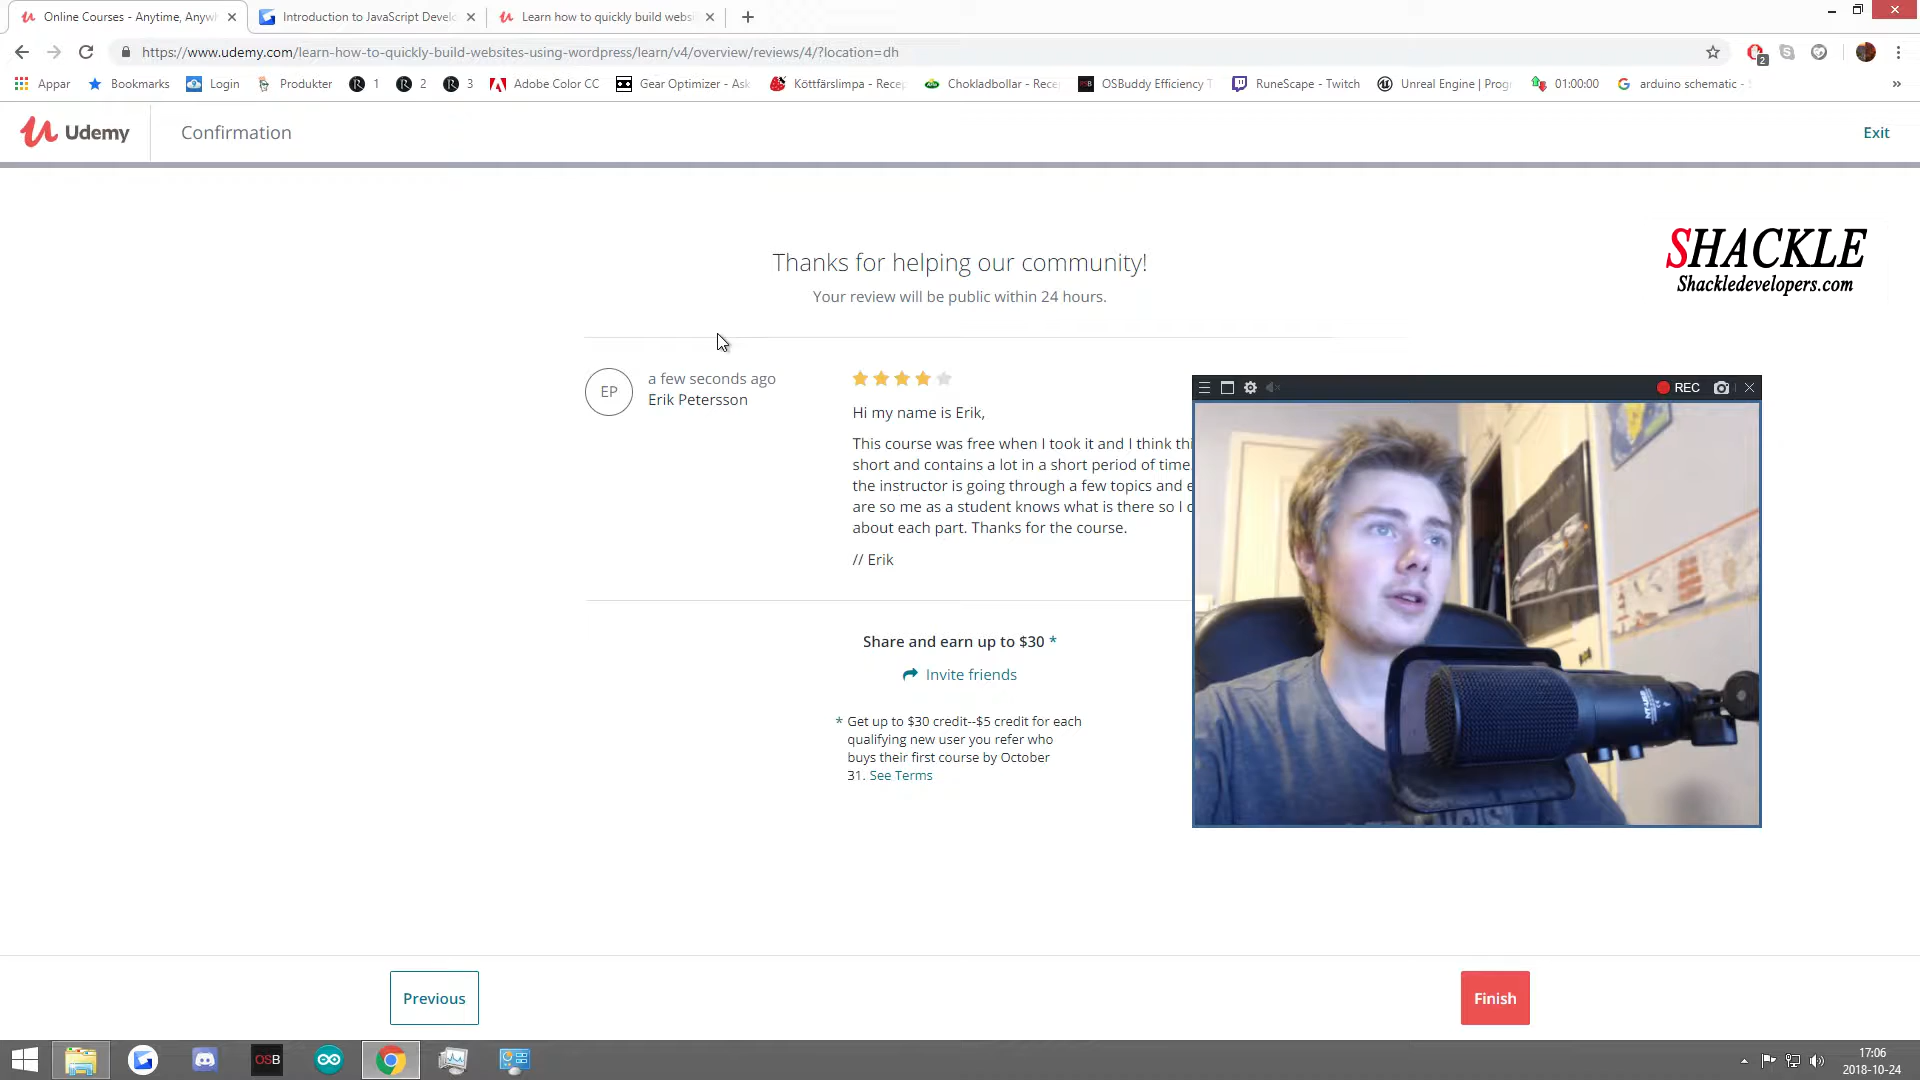 Online Courses - Anytime, Anywh
Introduction to JavaScript Develo
Learn how to quickly build websi
https://www.udemy.com/learn-how-to-quickly-build-websites-using-wordpress/learn/v4/overview/reviews/4/?location=dh
2
Appar
Bookmarks
Login
Produkter
1
2
3
Adobe Color CC
Gear Optimizer - Ask
Köttfärslimpa - Recep
Chokladbollar - Rece
OSBuddy Efficiency T
RuneScape - Twitch
Unreal Engine | Prog
01:00:00
arduino schematic - S
Udemy
Confirmation
Exit
Thanks for helping our community!
Your review will be public within 24 hours.
SHACKLE
Shackledevelopers.com
EP
a few seconds ago
Erik Petersson
REC
Hi my name is Erik,
This course was free when I took it and I think thi
short and contains a lot in a short period of time.
the instructor is going through a few topics and e
are so me as a student knows what is there so I c
about each part. Thanks for the course.
// Erik
Share and earn up to $30 *
Invite friends
* Get up to $30 credit--$5 credit for each
qualifying new user you refer who
buys their first course by October
31. See Terms
Previous
Finish
OSB
17:06
2018-10-24